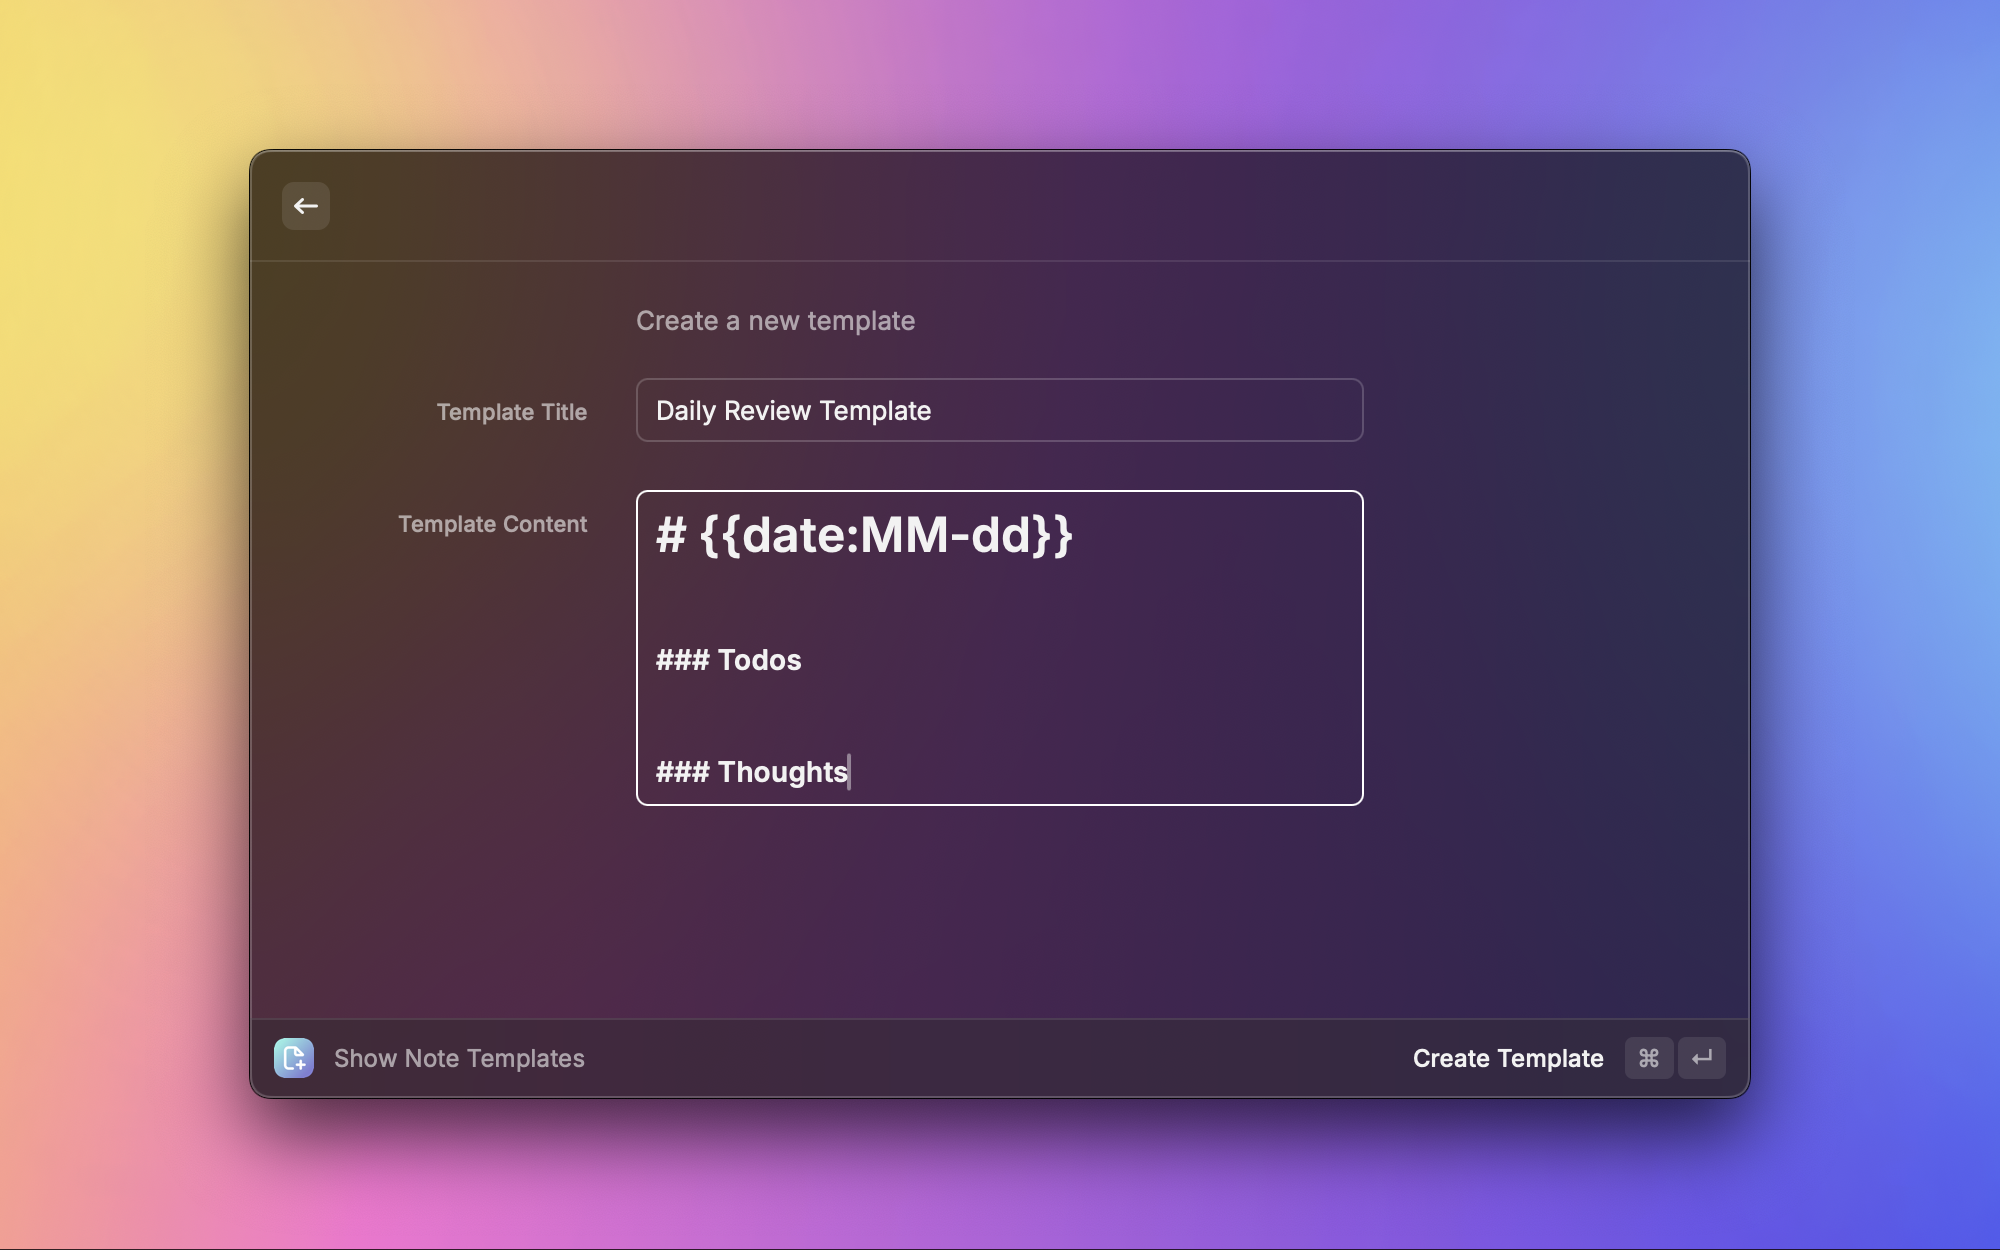 Create a new template
Template Title
Daily Review Template
Template Content
# {{date:MM-dd}}
### Todos
### Thoughts
Show Note Templates
Create Template ⌘ ↵